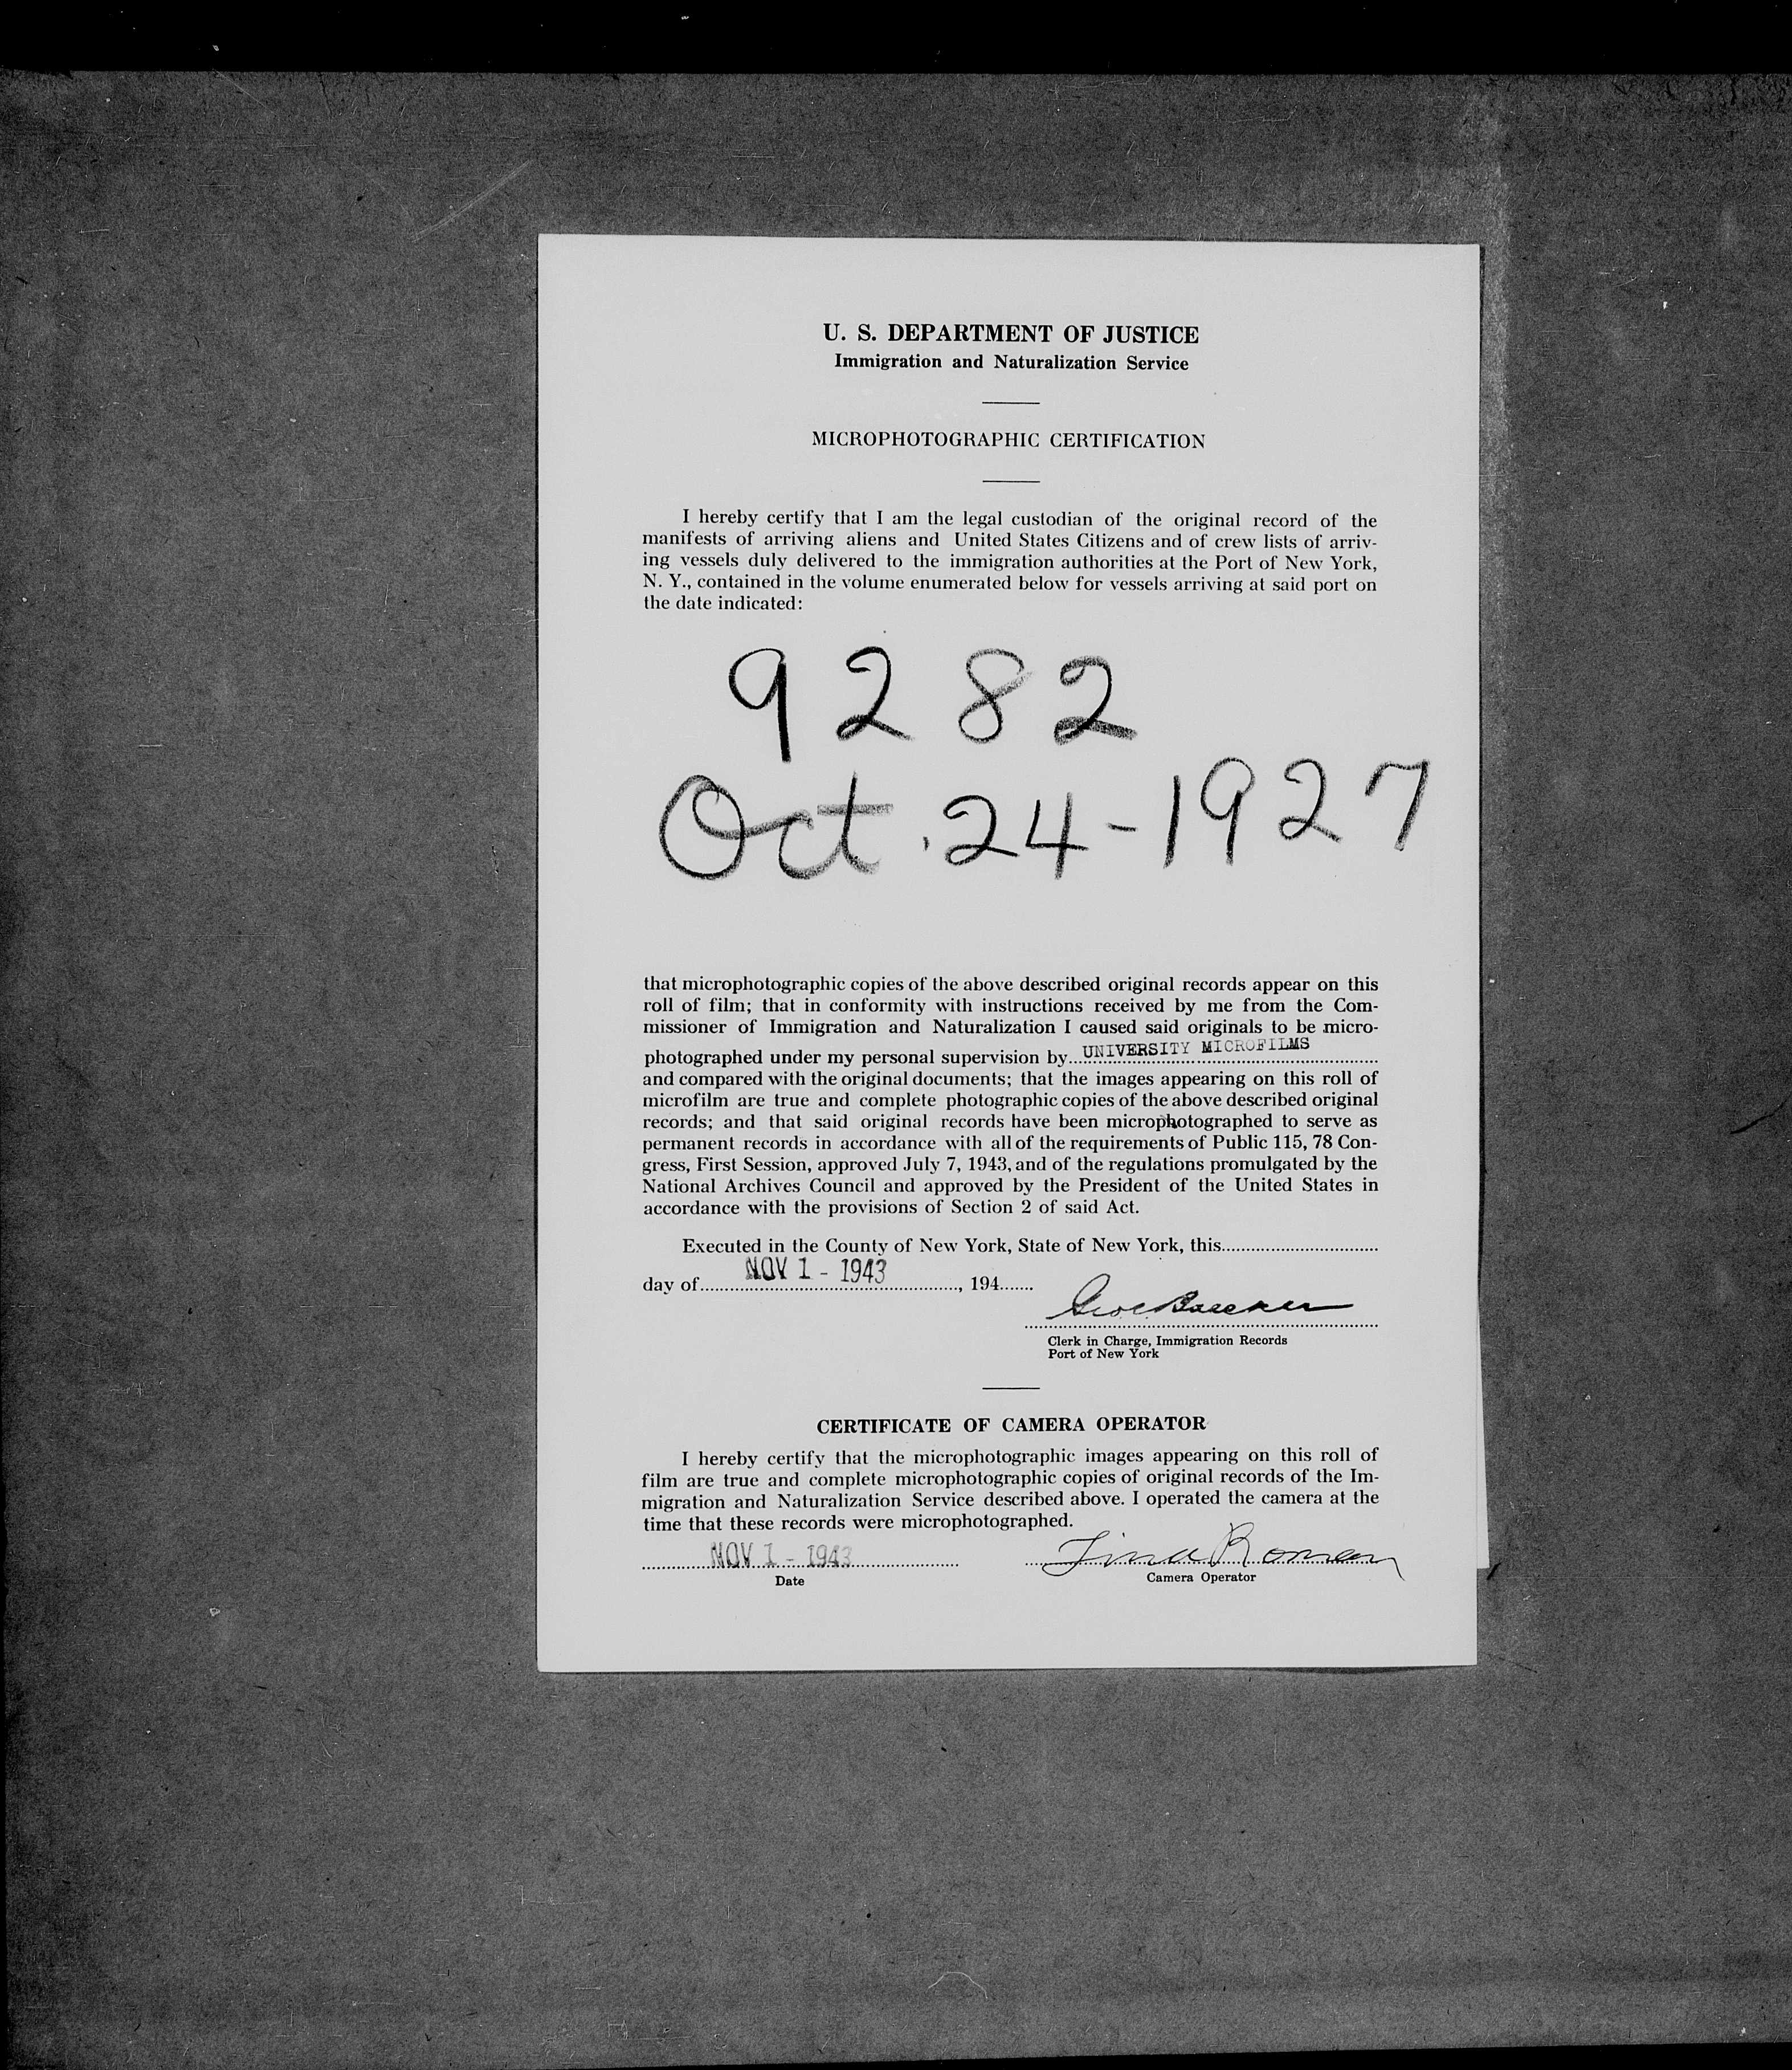 U. S. DEPARTMENT OF JUSTICE
Immigration and Naturalization Service
MICROPHOTOGRAPHIC CERTIFICATION
I hereby certify that I am the legal custodian of the original record of the
manifests of arriving aliens and United States Citizens and of crew lists of arriv-
ing vessels duly delivered to the immigration authorities at the Port of New York,
N. Y., contained in the volume enumerated below for vessels arriving at said port on
the date indicated:
9282
Oct. 24-1927
that microphotographic copies of the above described original records appear on this
roll of film; that in conformity with instructions received by me from the Com-
missioner of Immigration and Naturalization I caused said originals to be micro-
photographed under my personal supervision by UNIVERSITY MICROFILMS
and compared with the original documents; that the images appearing on this roll of
microfilm are true and complete photographic copies of the above described original
records; and that said original records have been microphotographed to serve as
permanent records in accordance with all of the requirements of Public 115, 78 Con-
gress, First Session, approved July 7, 1943, and of the regulations promulgated by the
National Archives Council and approved by the President of the United States in
accordance with the provisions of Section 2 of said Act.
Executed in the County of New York, State of New York, this
day of NOV 1 - 1943, 194
Clerk in Charge, Immigration Records
Port of New York
CERTIFICATE OF CAMERA OPERATOR
I hereby certify that the microphotographic images appearing on this roll of
film are true and complete microphotographic copies of original records of the Im-
migration and Naturalization Service described above. I operated the camera at the
time that these records were microphotographed.
NOV 1 - 1943 Roman
Date Camera Operator